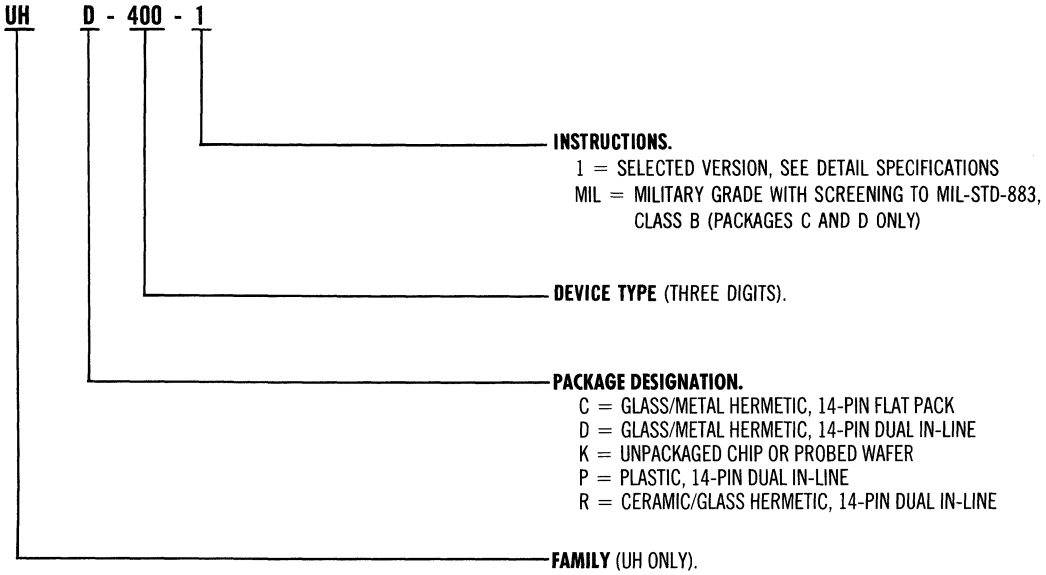 UH D - 400 - 1
INSTRUCTIONS.
1 = SELECTED VERSION, SEE DETAIL SPECIFICATIONS
MIL = MILITARY GRADE WITH SCREENING TO MIL-STD-883,
CLASS B (PACKAGES C AND D ONLY)
DEVICE TYPE (THREE DIGITS).
PACKAGE DESIGNATION.
C = GLASS/METAL HERMETIC, 14-PIN FLAT PACK
D = GLASS/METAL HERMETIC, 14-PIN DUAL IN-LINE
K = UNPACKAGED CHIP OR PROBED WAFER
P = PLASTIC, 14-PIN DUAL IN-LINE
R = CERAMIC/GLASS HERMETIC, 14-PIN DUAL IN-LINE
FAMILY (UH ONLY).